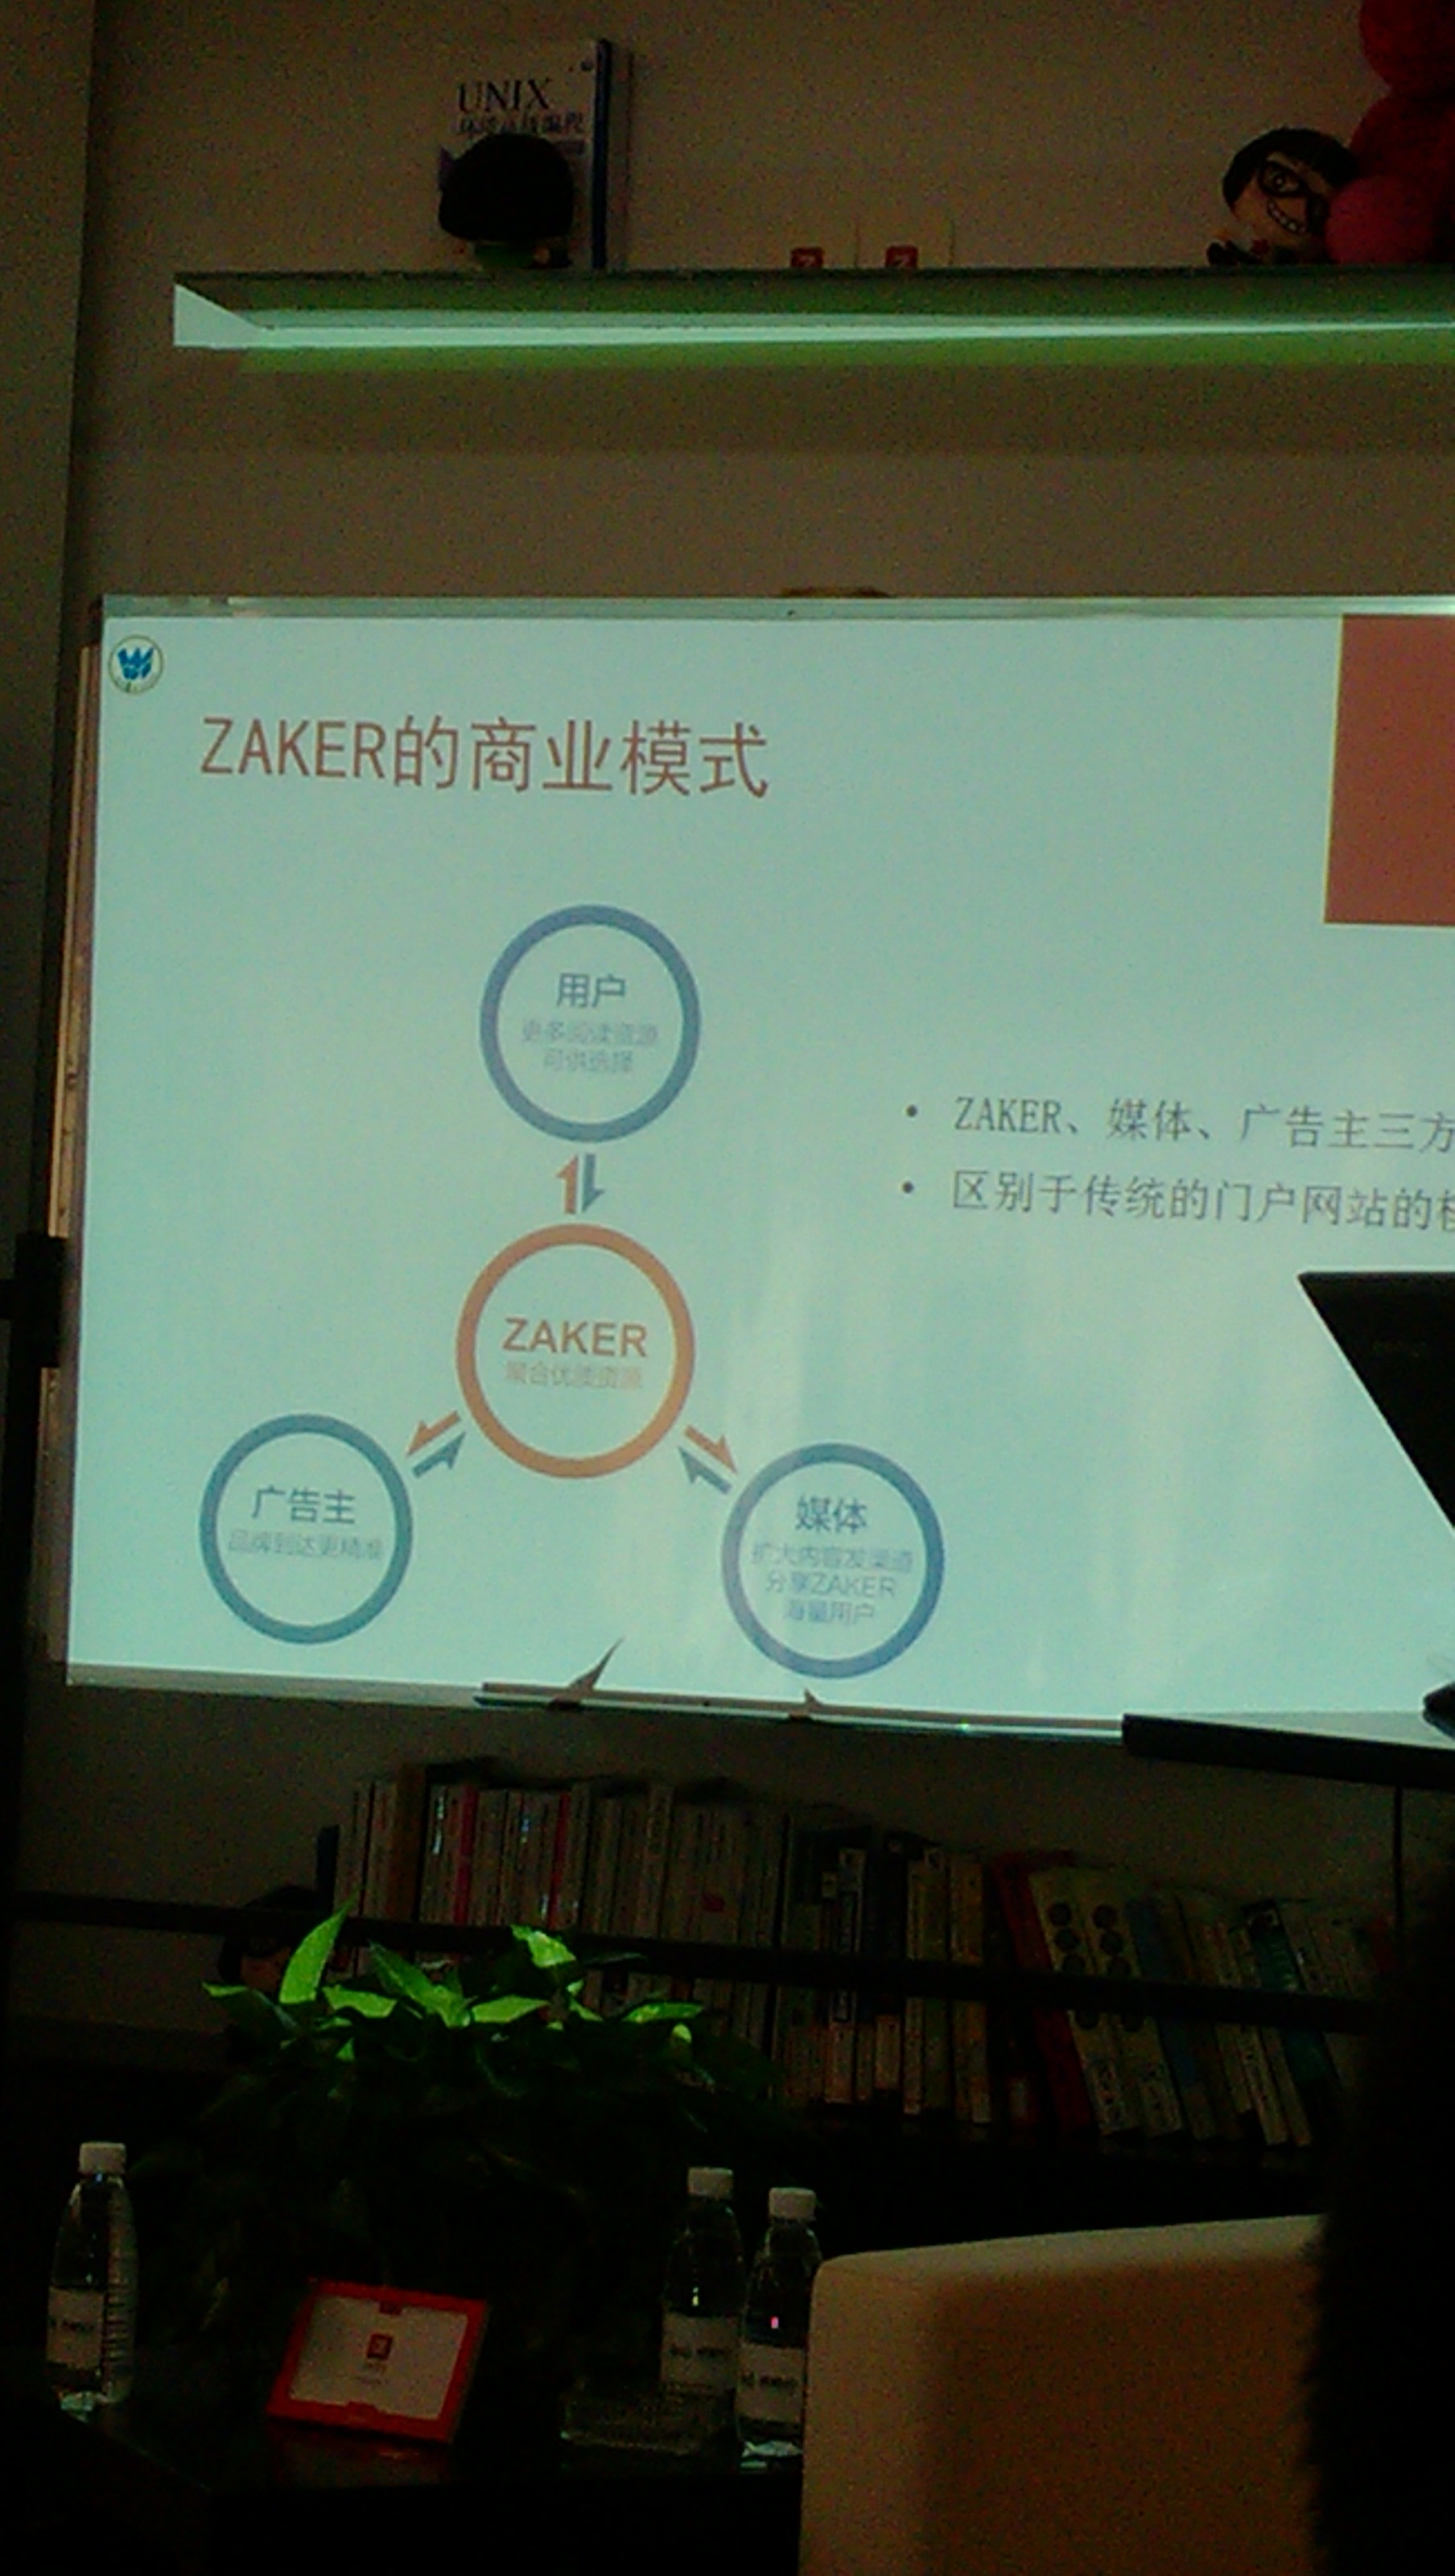 UNIX
环境高级编程
ZAKER的商业模式
用户
更多阅读资源
可供选择
ZAKER、媒体、广告主三方
区别于传统的门户网站的
ZAKER
聚合优质资源
广告主
品牌到达更精准
媒体
扩大内容发渠道
分享ZAKER
海量用户